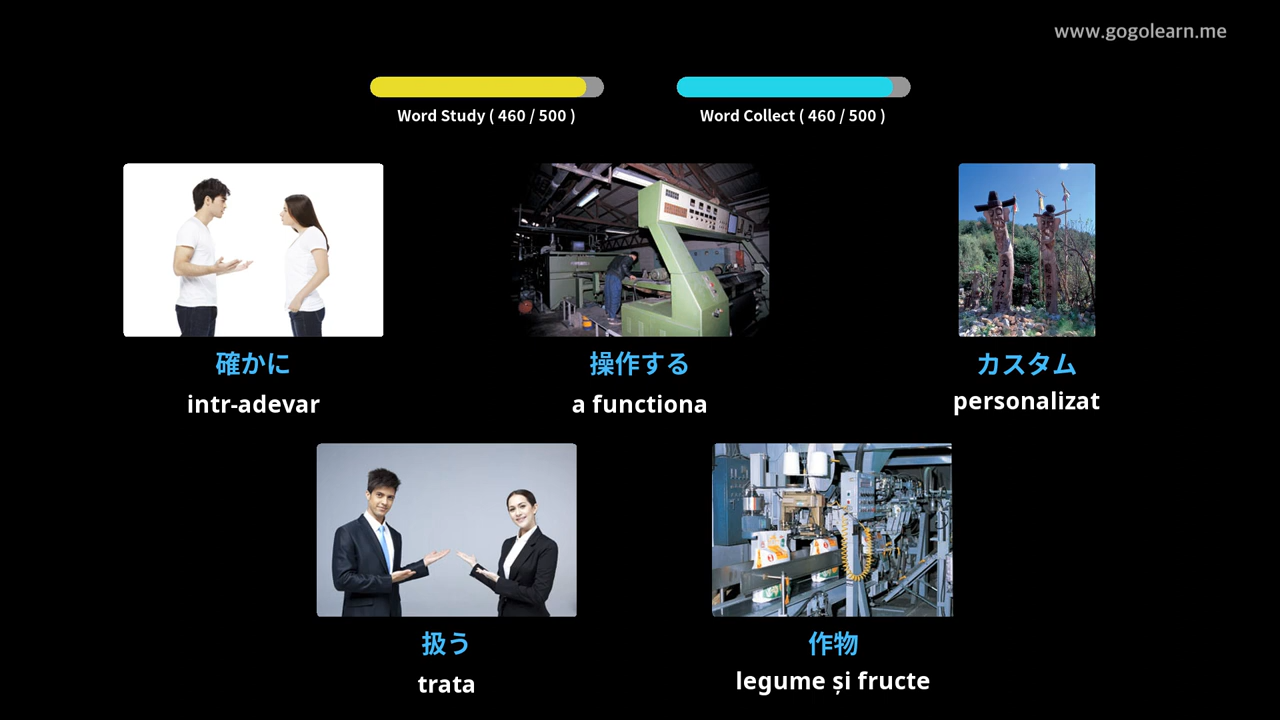 www.gogolearn.me
Word Study ( 460 / 500 )
Word Collect ( 460 / 500 )
確かに
intr-adevar
操作する
a functiona
カスタム
personalizat
扱う
trata
作物
legume și fructe